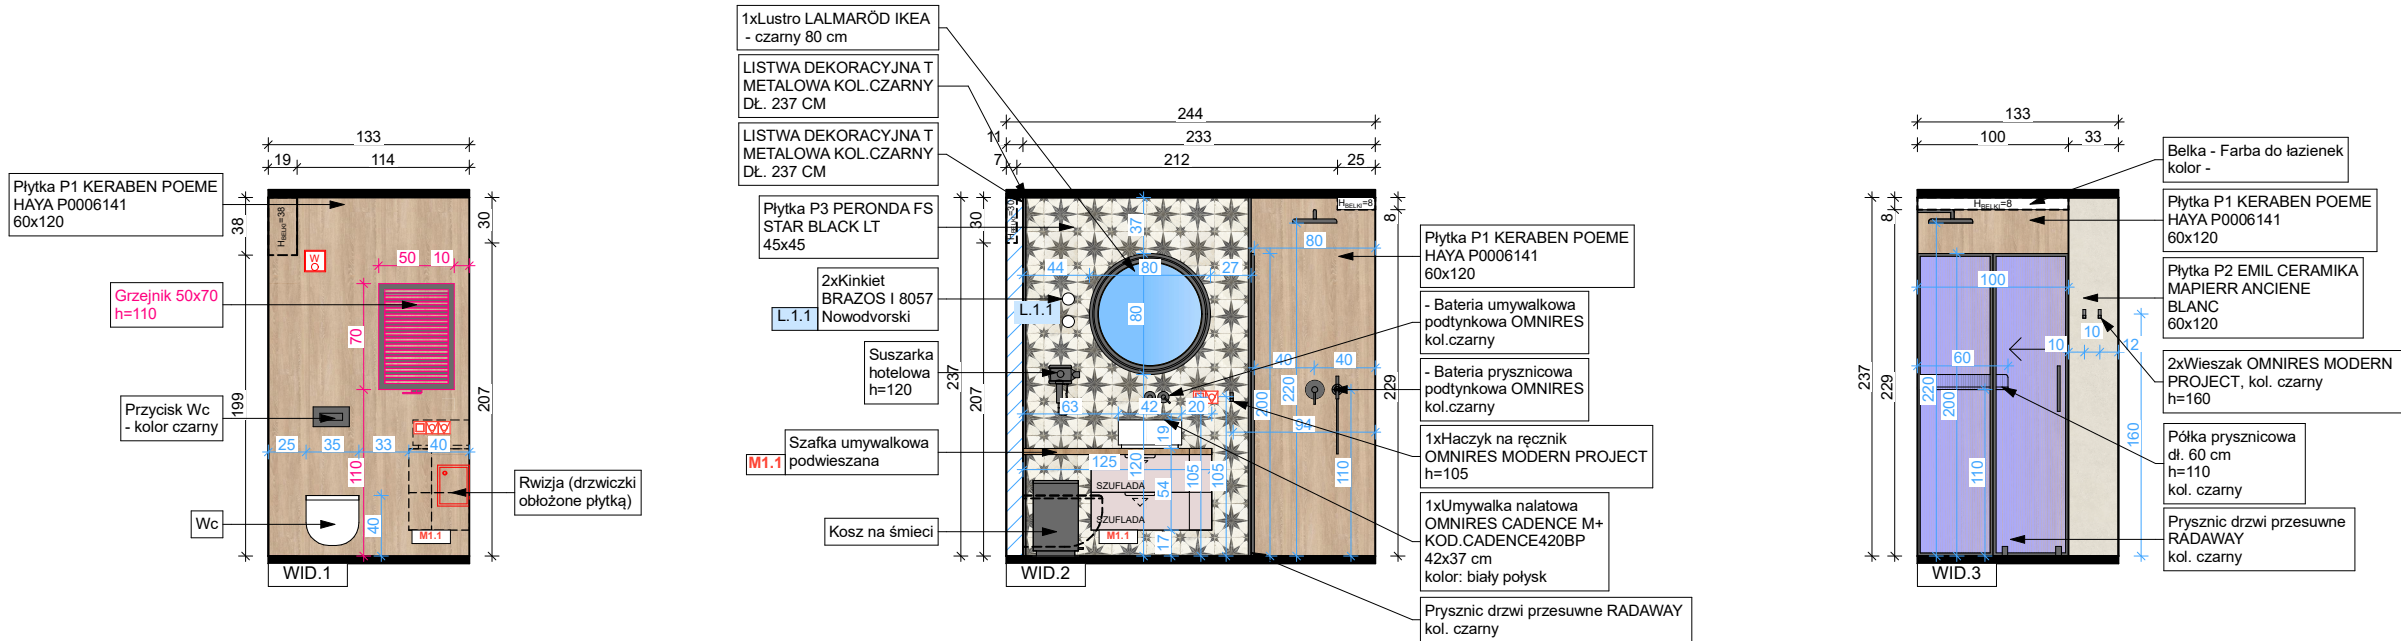 133
19
114
Płytka P1 KERABEN POEME
HAYA P0006141
60x120
38
HBELKI=38
30
W
50
10
Grzejnik 50x70
h=110
70
199
207
Przycisk Wc
- kolor czarny
25
35
33
40
110
Rwizja (drzwiczki
obłożone płytką)
Wc
40
M1.1
WID.1
1xLustro LALMARÖD IKEA
- czarny 80 cm
LISTWA DEKORACYJNA T
METALOWA KOL.CZARNY
DŁ. 237 CM
LISTWA DEKORACYJNA T
METALOWA KOL.CZARNY
DŁ. 237 CM
Płytka P3 PERONDA FS
STAR BLACK LT
45x45
2xKinkiet
BRAZOS I 8057
Nowodvorski
L.1.1
Suszarka
hotelowa
h=120
Szafka umywalkowa
podwieszana
M1.1
Kosz na śmieci
244
11
233
7
212
25
HBELKI=30
HBELKI=8
30
37
8
80
44
80
27
L.1.1
80
237
207
229
40
40
220
200
63
42
20
94
19
125
120
105
105
110
SZUFLADA
54
SZUFLADA
M1.1
17
WID.2
Płytka P1 KERABEN POEME
HAYA P0006141
60x120
- Bateria umywalkowa
podtynkowa OMNIRES
kol.czarny
- Bateria prysznicowa
podtynkowa OMNIRES
kol.czarny
1xHaczyk na ręcznik
OMNIRES MODERN PROJECT
h=105
1xUmywalka nalatowa
OMNIRES CADENCE M+
KOD.CADENCE420BP
42x37 cm
kolor: biały połysk
Prysznic drzwi przesuwne RADAWAY
kol. czarny
133
100
33
8
HBELKI=8
100
10
10
12
60
237
229
220
200
110
160
WID.3
Belka - Farba do łazienek
kolor -
Płytka P1 KERABEN POEME
HAYA P0006141
60x120
Płytka P2 EMIL CERAMIKA
MAPIERR ANCIENE
BLANC
60x120
2xWieszak OMNIRES MODERN
PROJECT, kol. czarny
h=160
Półka prysznicowa
dł. 60 cm
h=110
kol. czarny
Prysznic drzwi przesuwne
RADAWAY
kol. czarny